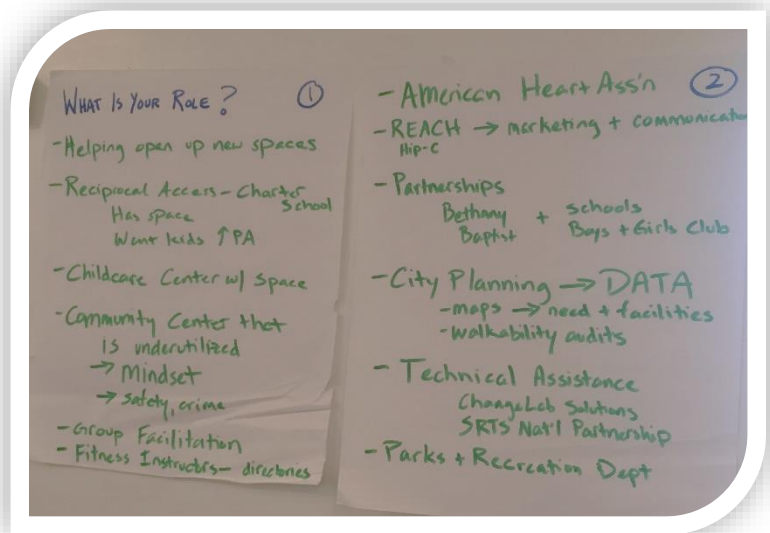 WHAT IS YOUR ROLE? ①
- Helping open up new spaces
- Reciprocal Access - Charter
School
Has space
Want kids ↑ PA
- Childcare Center w/ space
- Community Center that
is underutilized
→ Mindset
→ safety, crime
- Group Facilitation
- Fitness Instructors - directories
②
- American Heart Ass'n
- REACH → marketing + communicatio
Hip-C
- Partnerships
Bethany + Schools
Baptist Boys + Girls Club
- City Planning → DATA
- maps → need + facilities
- walkability audits
- Technical Assistance
ChangeLab Solutions
SRTS Nat'l Partnership
- Parks + Recreation Dept